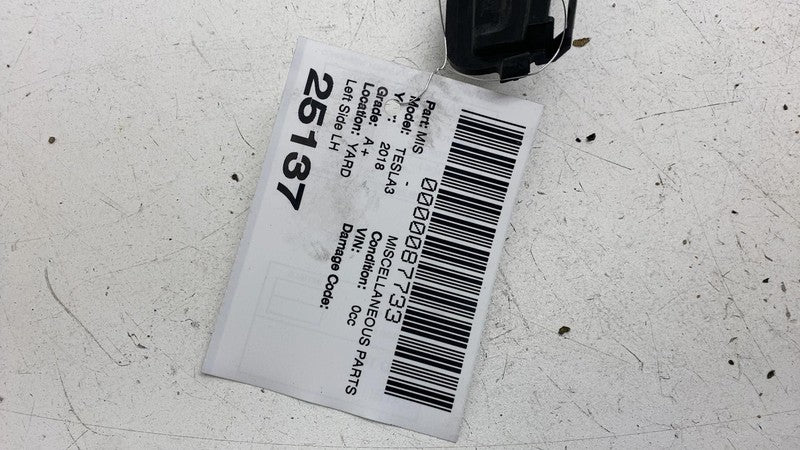 0000087733
Part: MIS - MISCELLANEOUS PARTS
Model: TESLA3 Condition: 0cc
Y : 2018 VIN:
Grade: A+ Damage Code:
Location: YARD
Left Side LH
25137